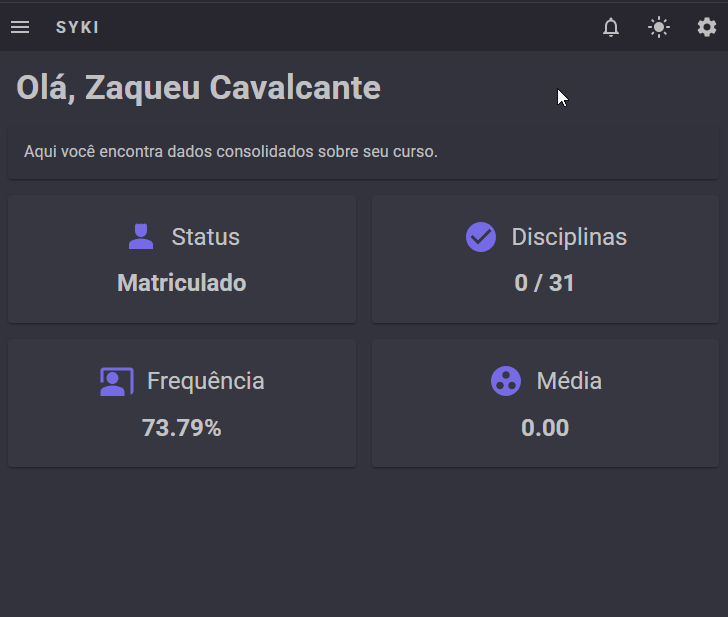 SYKI
Olá, Zaqueu Cavalcante
Aqui você encontra dados consolidados sobre seu curso.
Status
Matriculado
Disciplinas
0 / 31
Frequência
73.79%
Média
0.00